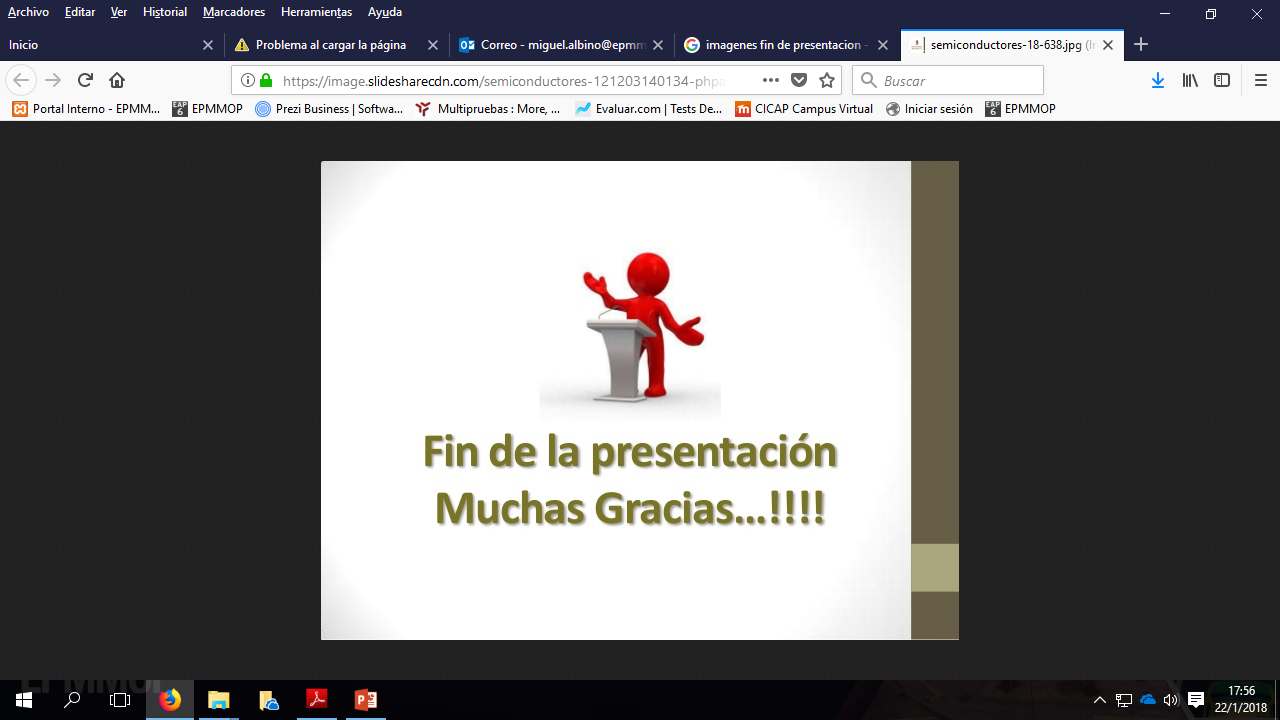 Archivo Editar Ver Historial Marcadores Herramientas Ayuda
Inicio
Problema al cargar la página
Correo - miguel.albino@epmm
imagenes fin de presentacion -
semiconductores-18-638.jpg (Ir
https://image.slidesharecdn.com/semiconductores-121203140134-phpa
Buscar
Portal Interno - EPMM...
EPMMOP
Prezi Business | Softwa...
Multipruebas : More, ...
Evaluar.com | Tests De...
CICAP Campus Virtual
Iniciar sesión
EPMMOP
Fin de la presentación
Muchas Gracias...!!!!
17:56
22/1/2018